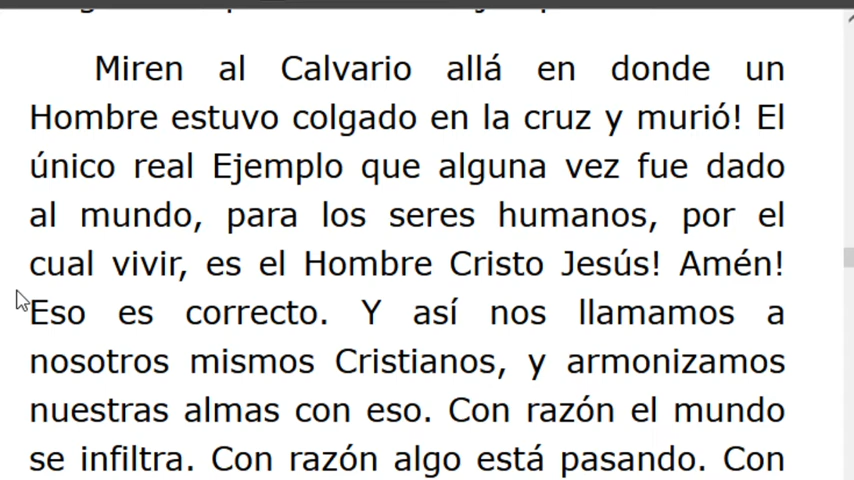 Miren al Calvario allá en donde un
Hombre estuvo colgado en la cruz y murió! El
único real Ejemplo que alguna vez fue dado
al mundo, para los seres humanos, por el
cual vivir, es el Hombre Cristo Jesús! Amén!
Eso es correcto. Y así nos llamamos a
nosotros mismos Cristianos, y armonizamos
nuestras almas con eso. Con razón el mundo
se infiltra. Con razón algo está pasando. Con